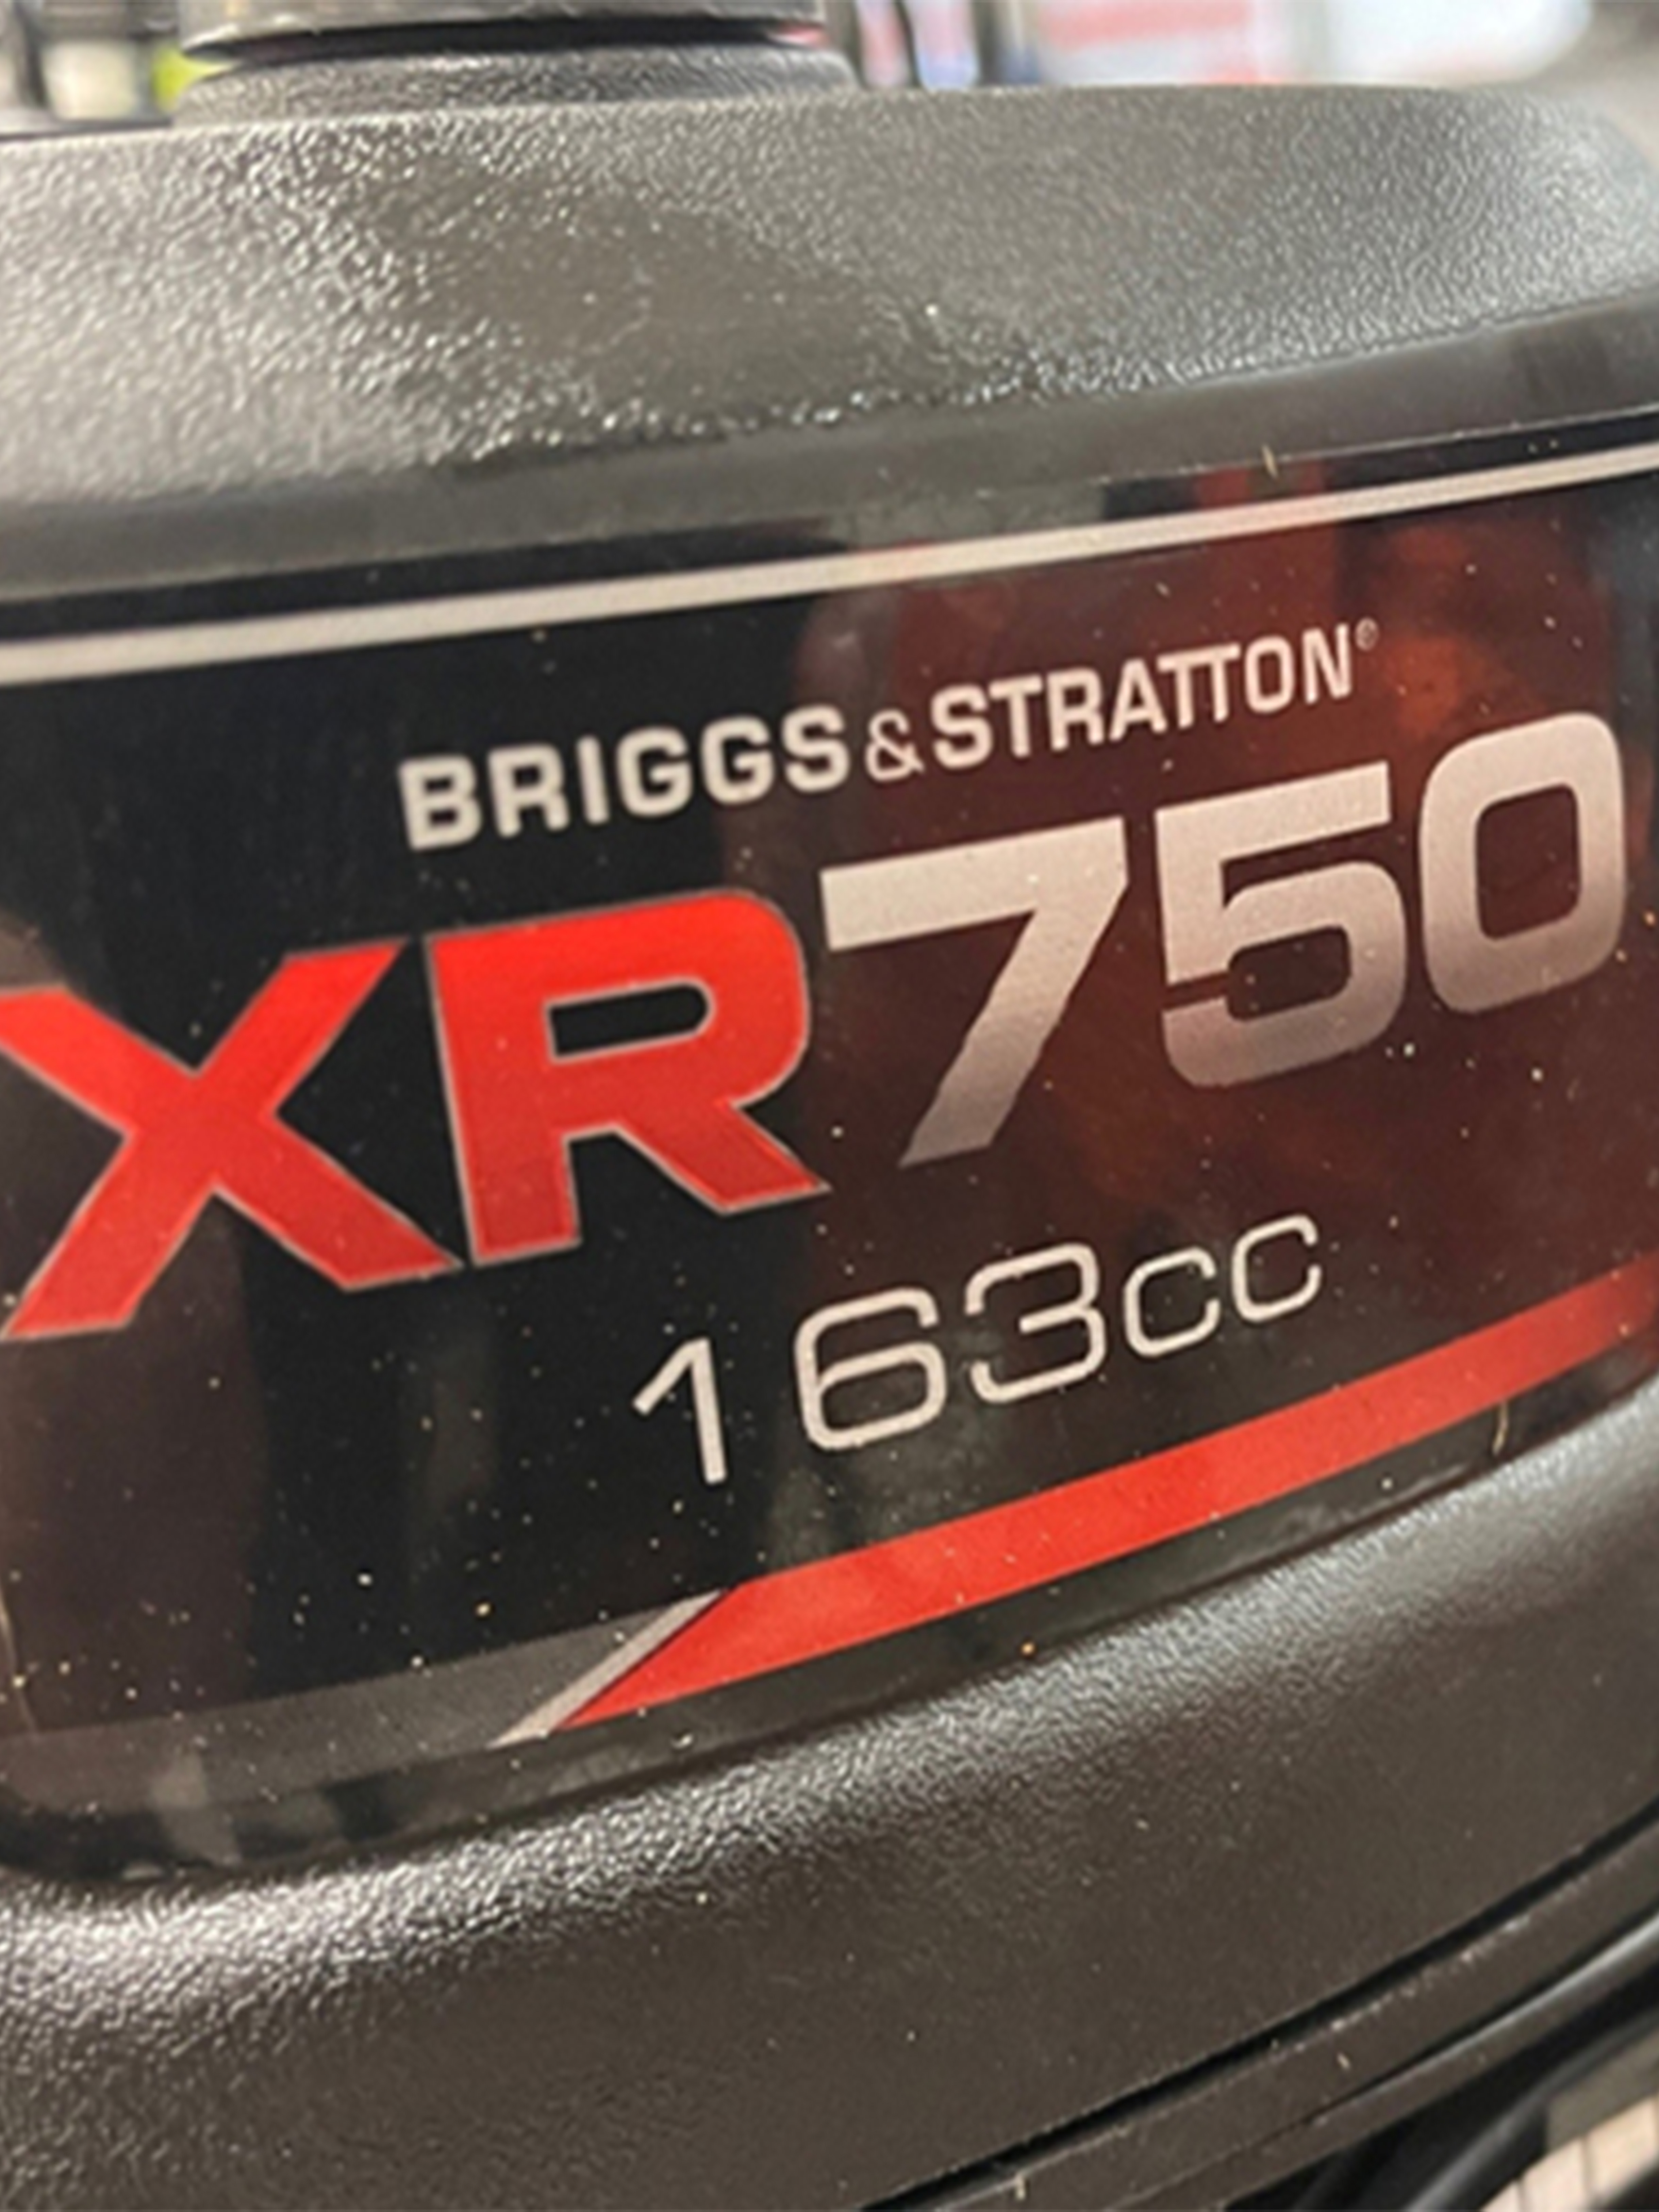 BRIGGS & STRATTON®
XR750
163cc